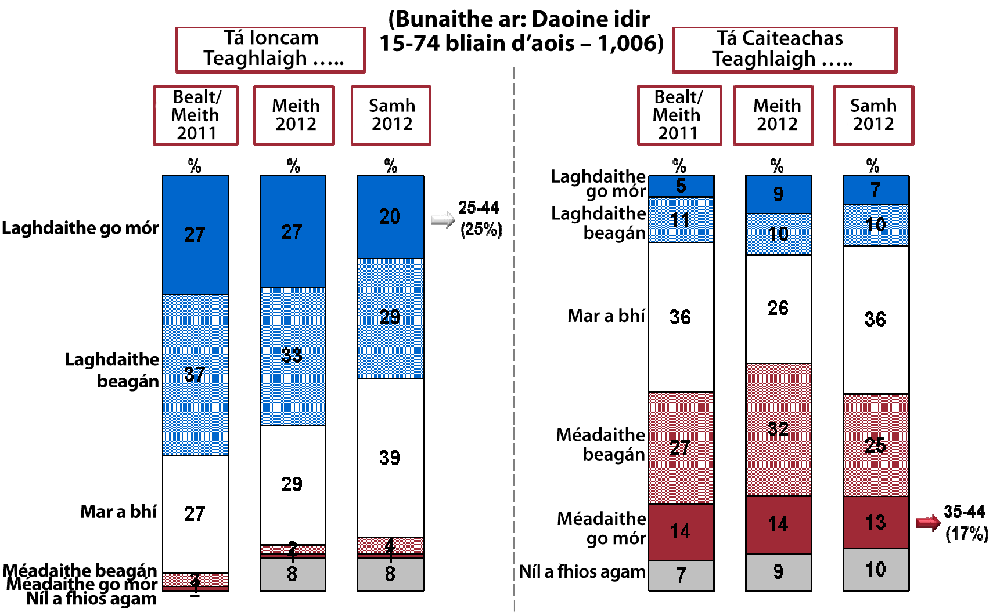 (Bunaithe ar: Daoine idir
15-74 bliain d'aois – 1,006)
Tá Ioncam
Teaghlaigh .....
Bealt/
Meith
2011
Meith
2012
Samh
2012
%
%
%
Laghdaithe go mór
27
27
20
25-44
(25%)
Laghdaithe
beagán
37
33
29
Mar a bhí
27
29
39
Méadaithe beagán
4
Méadaithe go mór
1
Níl a fhios agam
–
8
8
Tá Caiteachas
Teaghlaigh .....
Bealt/
Meith
2011
Meith
2012
Samh
2012
%
%
%
Laghdaithe
go mór
5
9
7
Laghdaithe
beagán
11
10
10
Mar a bhí
36
26
36
Méadaithe
beagán
27
32
25
Méadaithe
go mór
14
14
13
35-44
(17%)
Níl a fhios agam
7
9
10